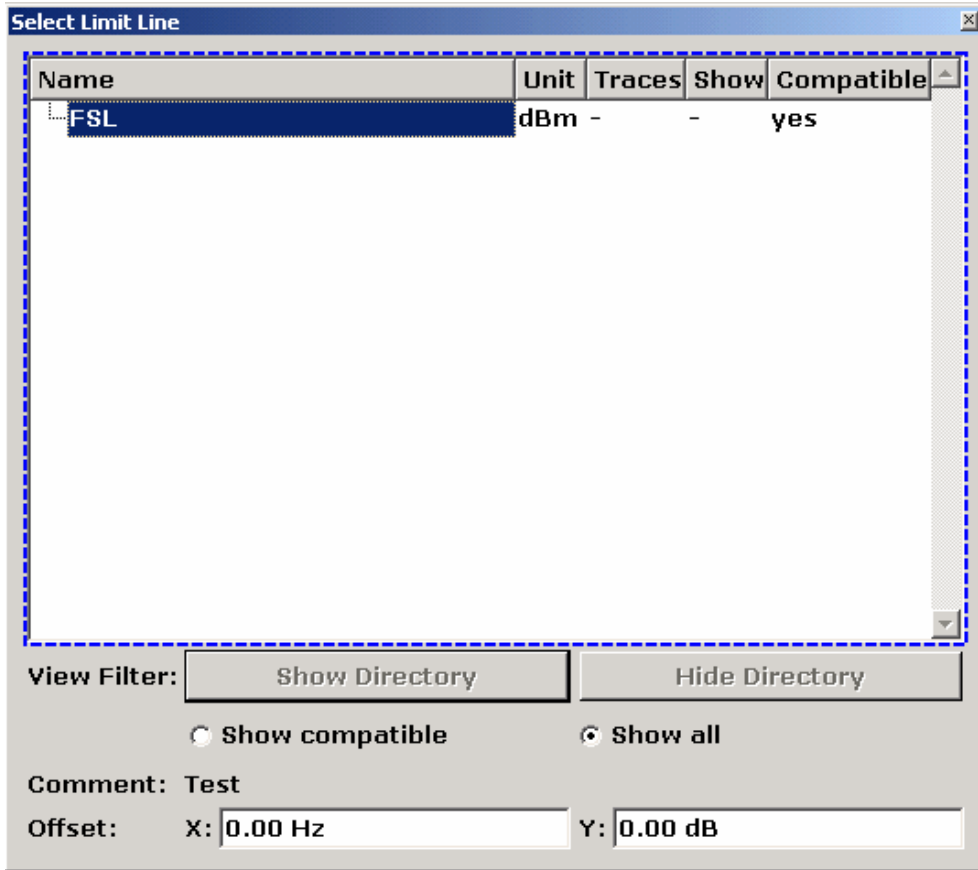 Select Limit Line
Name Unit Traces Show Compatible
FSL dBm - - yes
View Filter: Show Directory Hide Directory
Show compatible Show all
Comment: Test
Offset: X: 0.00 Hz Y: 0.00 dB